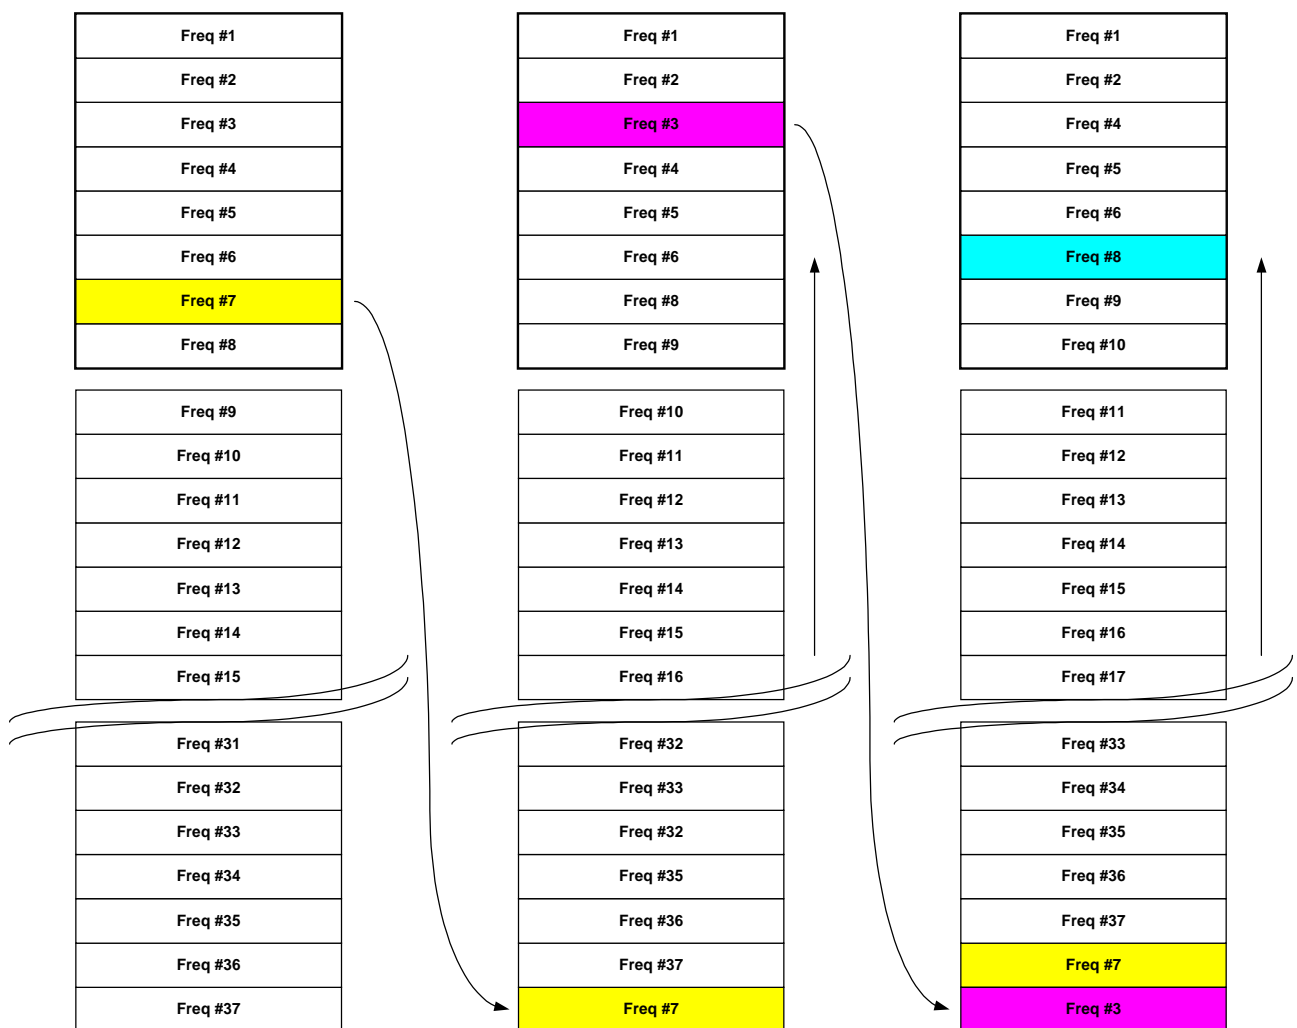 Freq #1
Freq #2
Freq #3
Freq #4
Freq #5
Freq #6
Freq #7
Freq #8
Freq #9
Freq #10
Freq #11
Freq #12
Freq #13
Freq #14
Freq #15
Freq #31
Freq #32
Freq #33
Freq #34
Freq #35
Freq #36
Freq #37
Freq #1
Freq #2
Freq #3
Freq #4
Freq #5
Freq #6
Freq #8
Freq #9
Freq #10
Freq #11
Freq #12
Freq #13
Freq #14
Freq #15
Freq #16
Freq #32
Freq #33
Freq #32
Freq #35
Freq #36
Freq #37
Freq #7
Freq #1
Freq #2
Freq #4
Freq #5
Freq #6
Freq #8
Freq #9
Freq #10
Freq #11
Freq #12
Freq #13
Freq #14
Freq #15
Freq #16
Freq #17
Freq #33
Freq #34
Freq #35
Freq #36
Freq #37
Freq #7
Freq #3